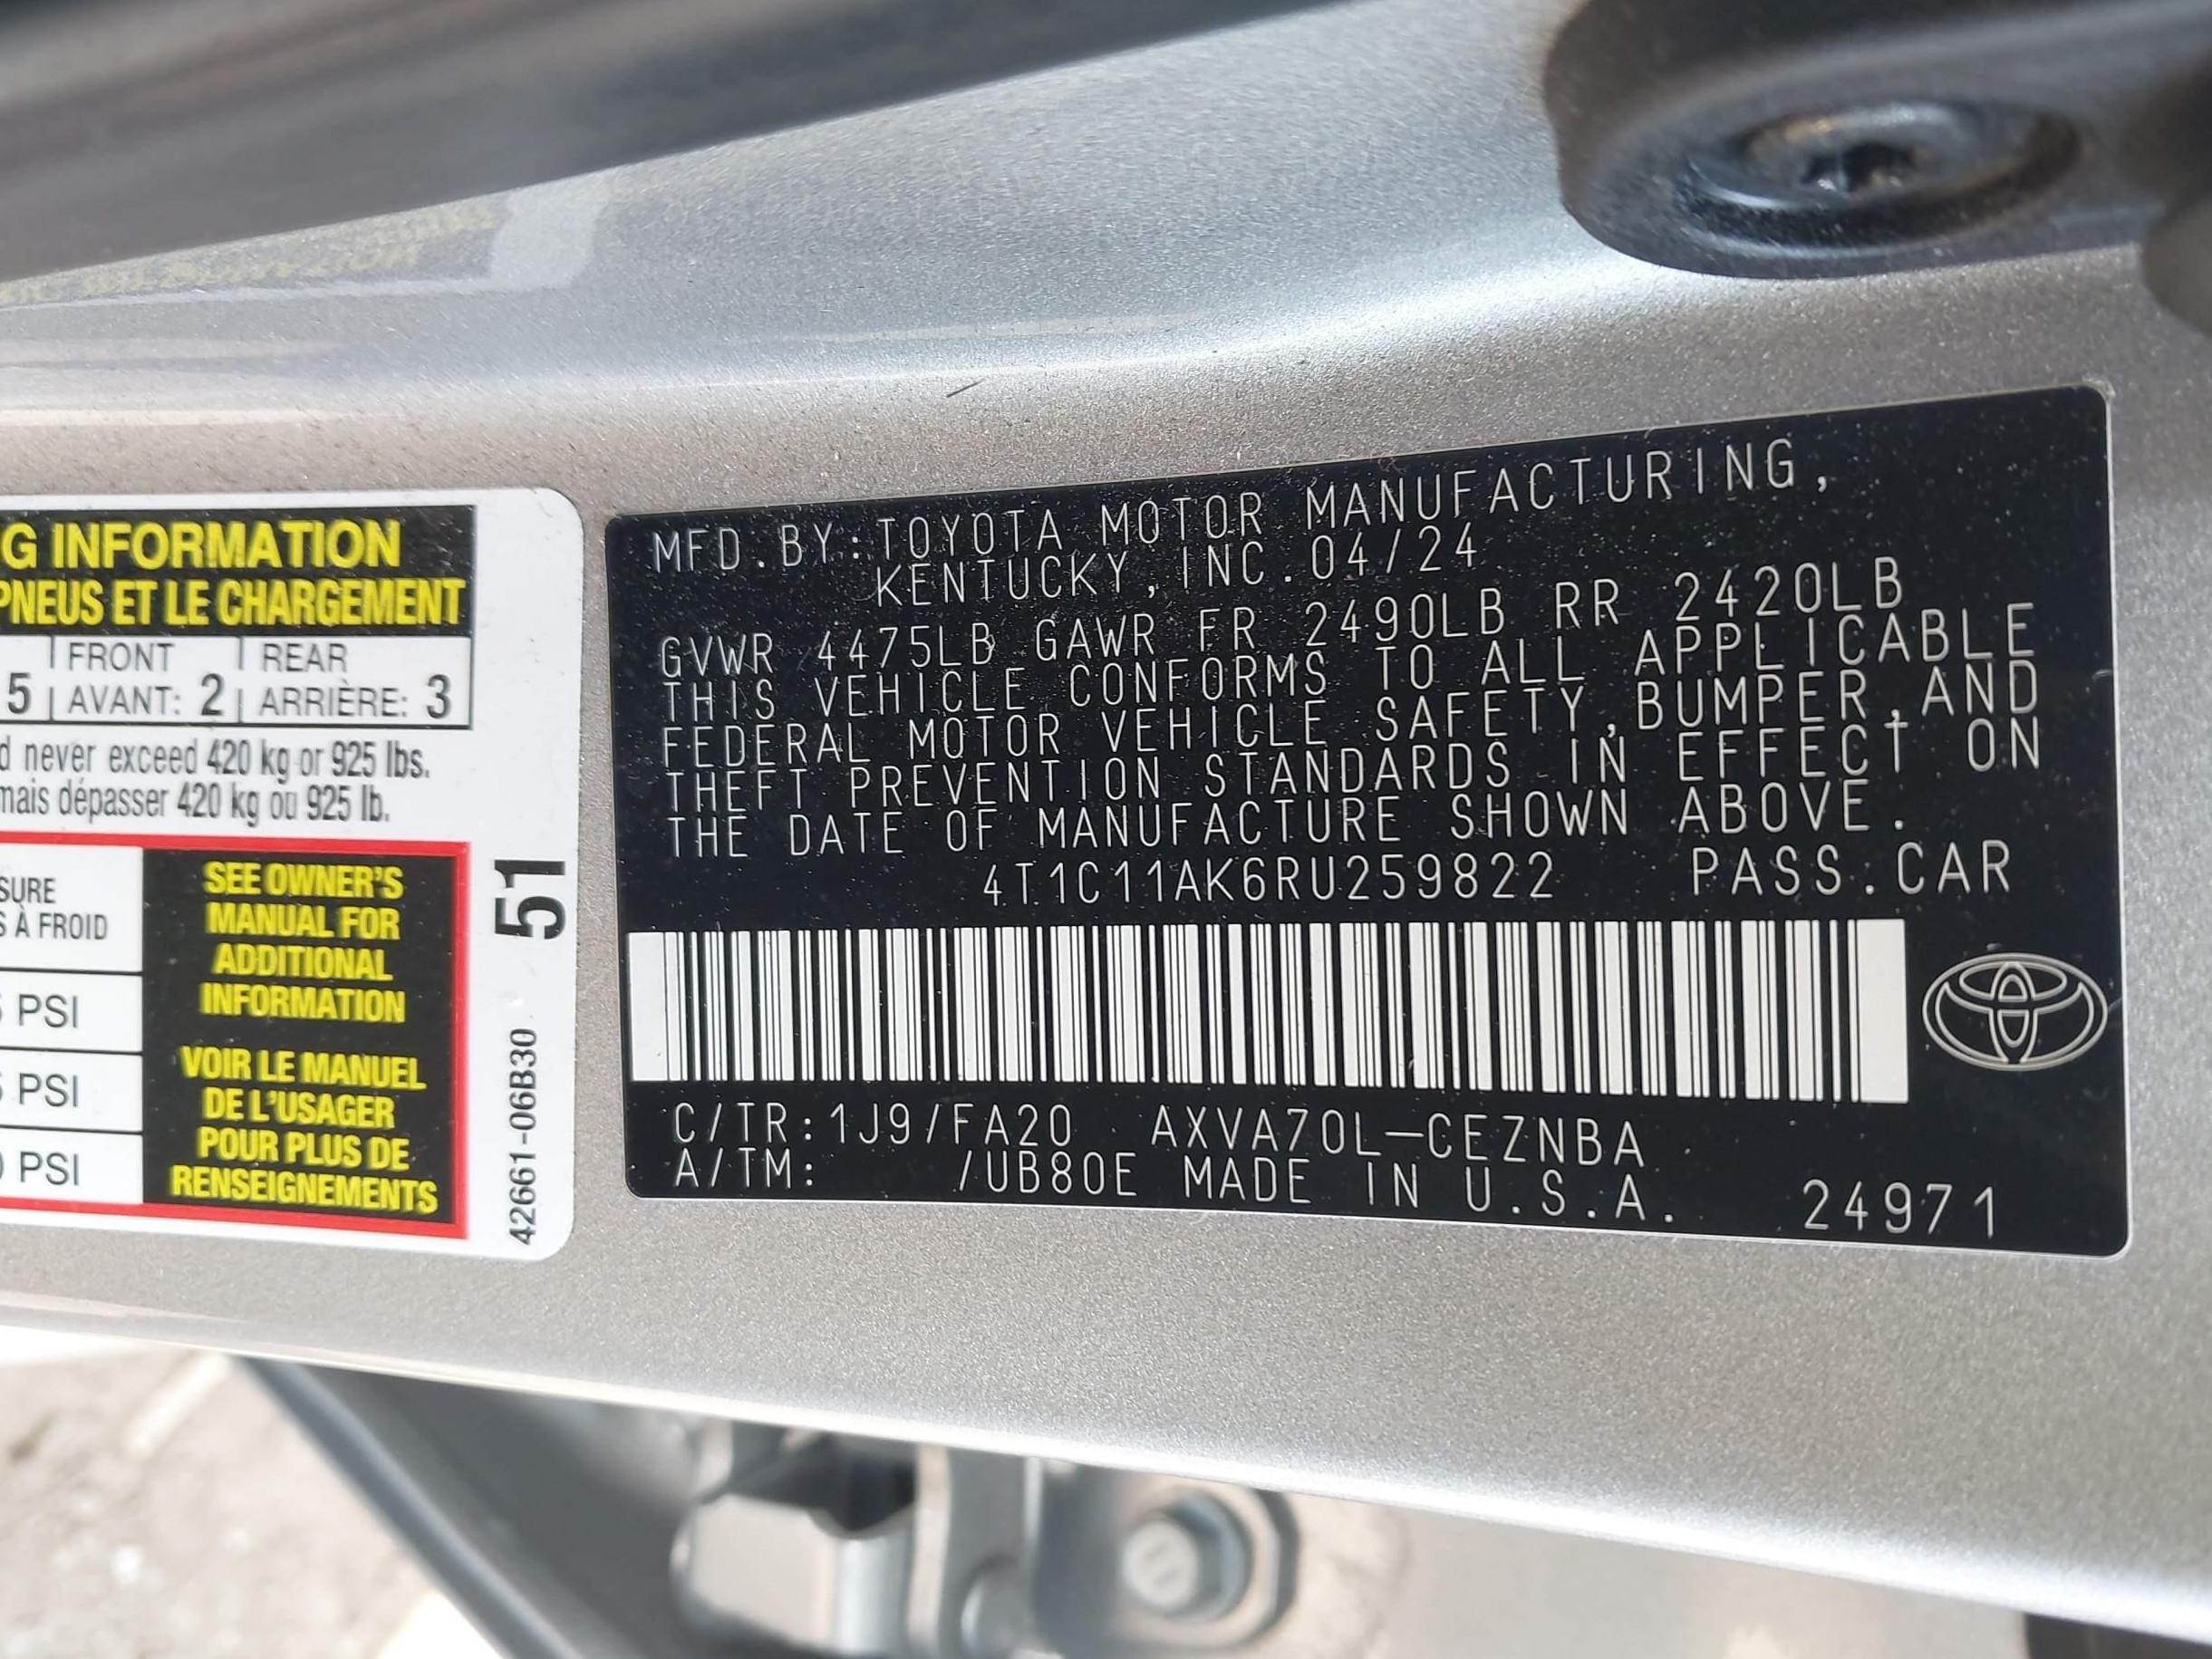 G INFORMATION
PNEUS ET LE CHARGEMENT
FRONT REAR
5 AVANT: 2 ARRIÈRE: 3
never exceed 420 kg or 925 lbs.
mais dépasser 420 kg ou 925 lb.
SURE
À FROID
PSI
PSI
PSI
SEE OWNER'S
MANUAL FOR
ADDITIONAL
INFORMATION
VOIR LE MANUEL
DE L'USAGER
POUR PLUS DE
RENSEIGNEMENTS
51
42661-06B30
MFD.BY:TOYOTA MOTOR MANUFACTURING,
KENTUCKY,INC.04/24
GVWR 4475LB GAWR FR 2490LB RR 2420LB
THIS VEHICLE CONFORMS TO ALL APPLICABLE
FEDERAL MOTOR VEHICLE SAFETY,BUMPER,AND
THEFT PREVENTION STANDARDS IN EFFECT ON
THE DATE OF MANUFACTURE SHOWN ABOVE.
4T1C11AK6RU259822 PASS.CAR
C/TR:1J9/FA20 AXVA70L-CEZNBA
A/TM: /UB80E MADE IN U.S.A. 24971